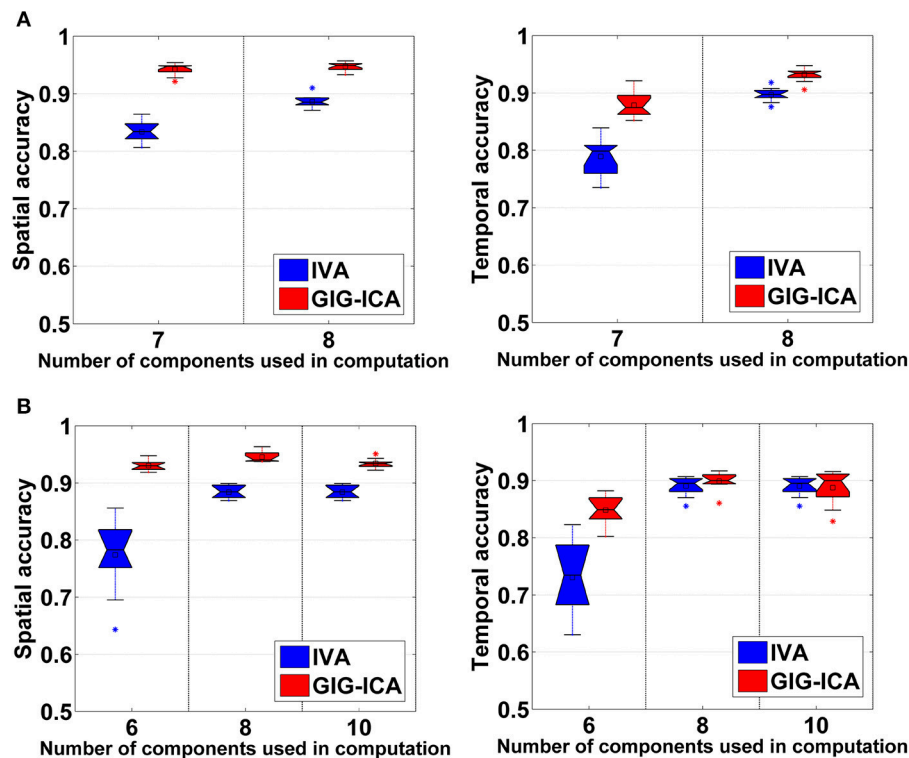 A
Spatial accuracy
1
0.9
0.8
0.7
0.6
0.5
7
8
IVA
GIG-ICA
Number of components used in computation
Temporal accuracy
1
0.9
0.8
0.7
0.6
0.5
7
8
IVA
GIG-ICA
Number of components used in computation
B
Spatial accuracy
1
0.9
0.8
0.7
0.6
0.5
6
8
10
IVA
GIG-ICA
Number of components used in computation
Temporal accuracy
1
0.9
0.8
0.7
0.6
0.5
6
8
10
IVA
GIG-ICA
Number of components used in computation